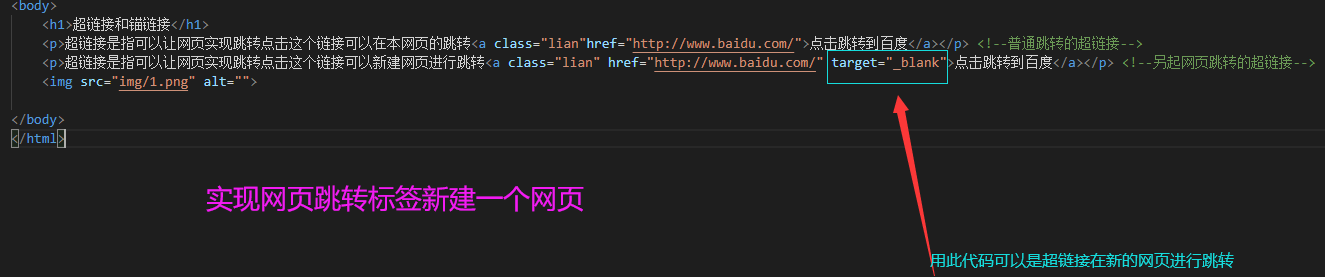 <body>
<h1>超链接和锚链接</h1>
<p>超链接是指可以让网页实现跳转点击这个链接可以在本网页的跳转<a class="lian"href="http://www.baidu.com/">点击跳转到百度</a></p> <!--普通跳转的超链接-->
<p>超链接是指可以让网页实现跳转点击这个链接可以新建网页进行跳转<a class="lian" href="http://www.baidu.com/" target="_blank">点击跳转到百度</a></p> <!--另起网页跳转的超链接-->
<img src="img/1.png" alt="">
</body>
</html>
实现网页跳转标签新建一个网页
用此代码可以是超链接在新的网页进行跳转